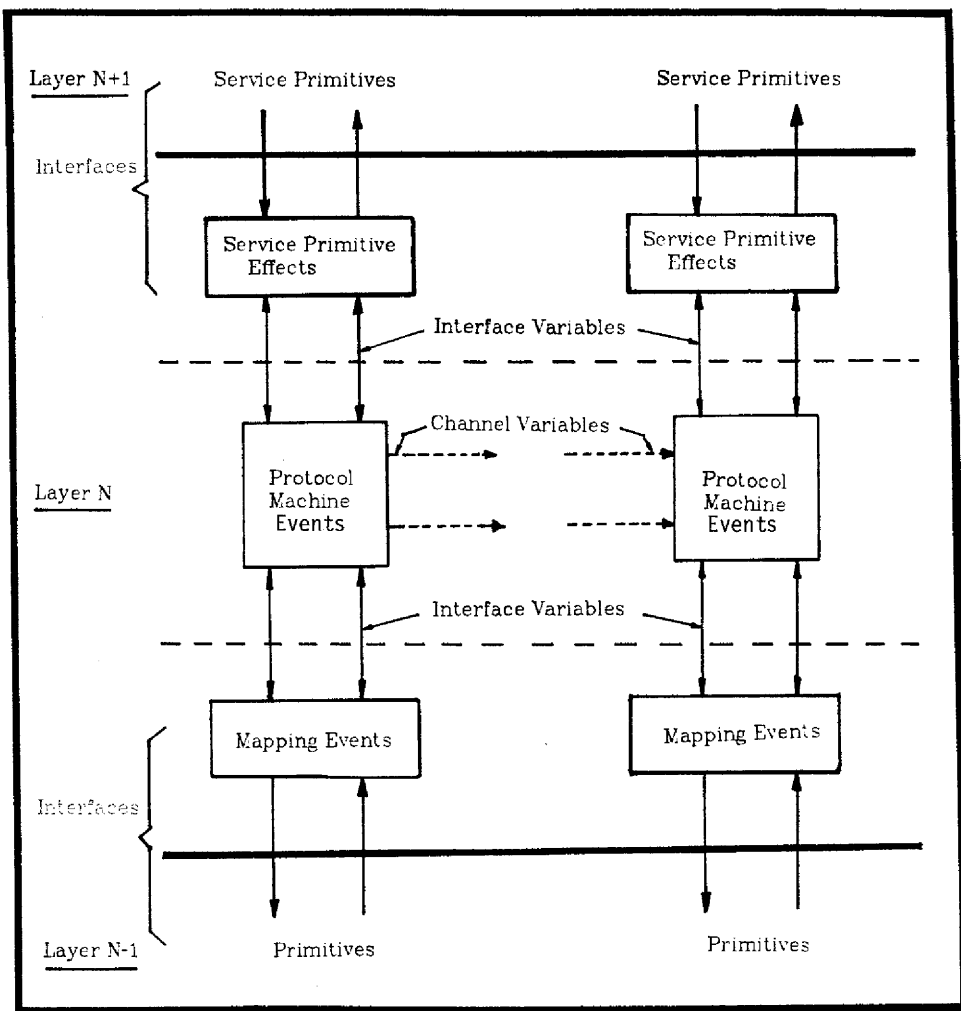 Layer N+1
Service Primitives
Service Primitives
Interfaces
Service Primitive
Effects
Service Primitive
Effects
Interface Variables
Channel Variables
Layer N
Protocol
Machine
Events
Protocol
Machine
Events
Interface Variables
Mapping Events
Mapping Events
Interfaces
Layer N-1
Primitives
Primitives